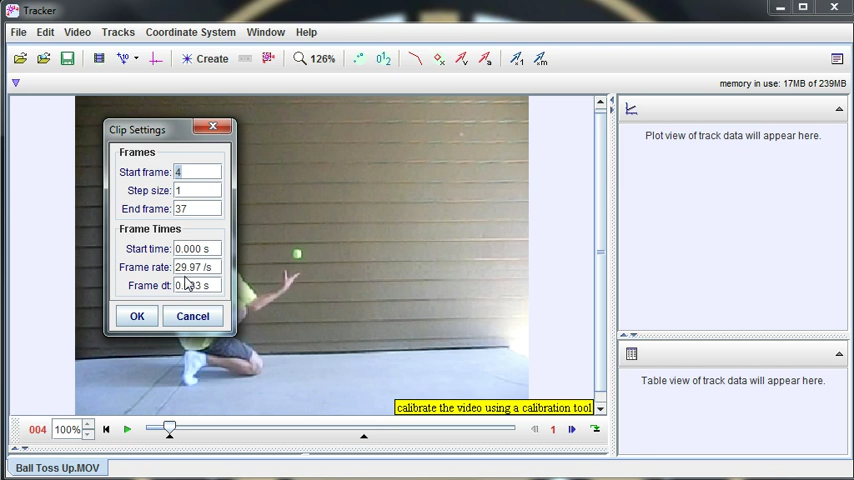 Tracker
File Edit Video Tracks Coordinate System Window Help
Create 126%
memory in use: 17MB of 239MB
Clip Settings
Frames
Start frame: 4
Step size: 1
End frame: 37
Frame Times
Start time: 0.000 s
Frame rate: 29.97 /s
Frame dt: s
OK Cancel
Plot view of track data will appear here.
Table view of track data will appear here.
calibrate the video using a calibration tool
004 100% 1
Ball Toss Up.MOV